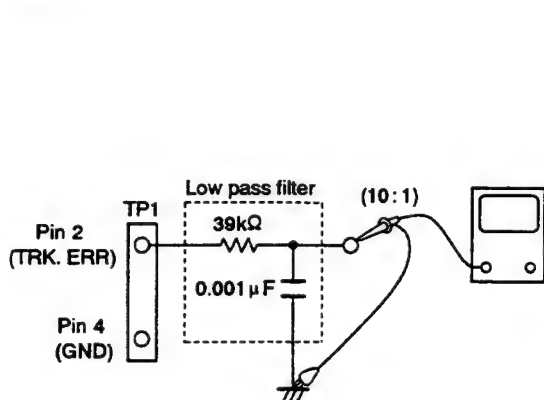 Low pass filter
(10:1)
TP1
39kΩ
Pin 2
(TRK. ERR)
0.001μF
Pin 4
(GND)